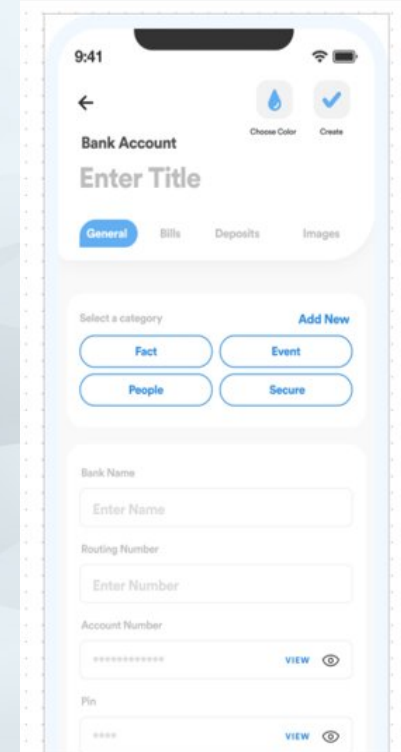 9:41
Choose Color
Create
Bank Account
Enter Title
General Bills Deposits Images
Select a category Add New
Fact Event
People Secure
Bank Name
Enter Name
Routing Number
Enter Number
Account Number
************ VIEW
Pin
**** VIEW